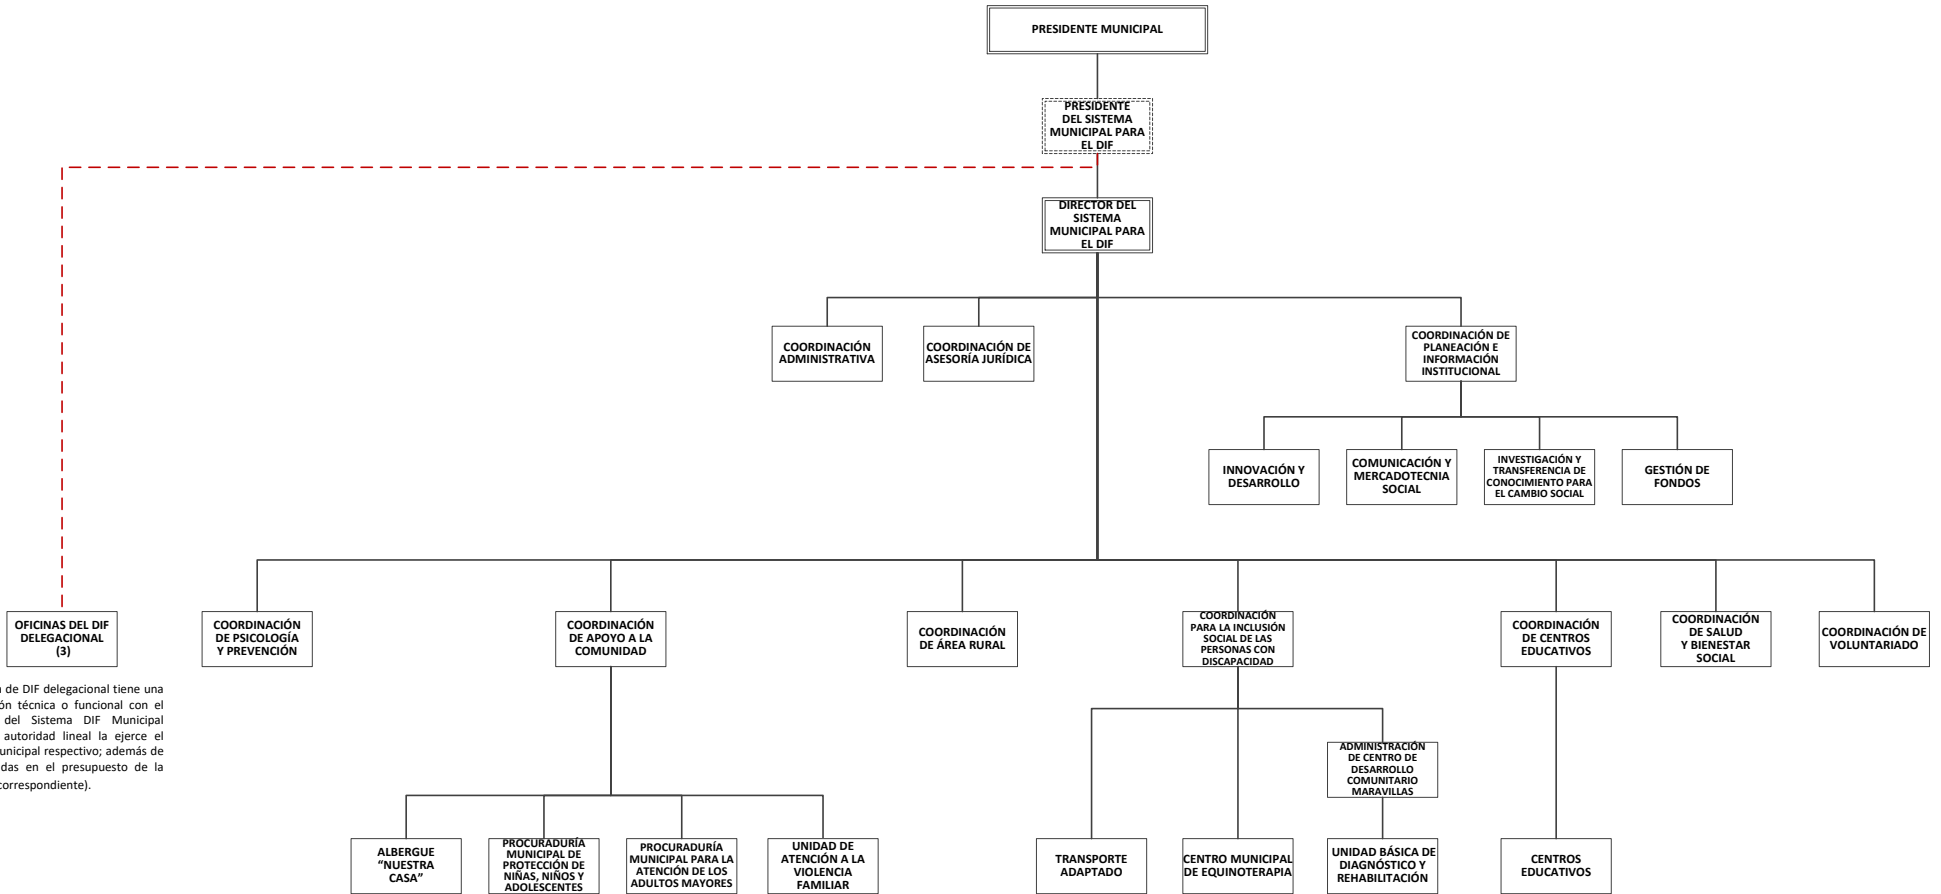 PRESIDENTE MUNICIPAL
PRESIDENTE
DEL SISTEMA
MUNICIPAL PARA
EL DIF
DIRECTOR DEL
SISTEMA
MUNICIPAL PARA
EL DIF
COORDINACIÓN
ADMINISTRATIVA
COORDINACIÓN DE
ASESORÍA JURÍDICA
COORDINACIÓN DE
PLANEACIÓN E
INFORMACIÓN
INSTITUCIONAL
INNOVACIÓN Y
DESARROLLO
COMUNICACIÓN Y
MERCADOTECNIA
SOCIAL
INVESTIGACIÓN Y
TRANSFERENCIA DE
CONOCIMIENTO PARA
EL CAMBIO SOCIAL
GESTIÓN DE
FONDOS
OFICINAS DEL DIF
DELEGACIONAL
(3)
COORDINACIÓN
DE PSICOLOGÍA
Y PREVENCIÓN
COORDINACIÓN
DE APOYO A LA
COMUNIDAD
COORDINACIÓN
DE ÁREA RURAL
COORDINACIÓN
PARA LA INCLUSIÓN
SOCIAL DE LAS
PERSONAS CON
DISCAPACIDAD
COORDINACIÓN
DE CENTROS
EDUCATIVOS
COORDINACIÓN
DE SALUD
Y BIENESTAR
SOCIAL
COORDINACIÓN DE
VOLUNTARIADO
de DIF delegacional tiene una
ón técnica o funcional con el
del Sistema DIF Municipal
autoridad lineal la ejerce el
unicipal respectivo; además de
das en el presupuesto de la
correspondiente).
ADMINISTRACIÓN
DE CENTRO DE
DESARROLLO
COMUNITARIO
MARAVILLAS
ALBERGUE
“NUESTRA
CASA”
PROCURADURÍA
MUNICIPAL DE
PROTECCIÓN DE
NIÑAS, NIÑOS Y
ADOLESCENTES
PROCURADURÍA
MUNICIPAL PARA LA
ATENCIÓN DE LOS
ADULTOS MAYORES
UNIDAD DE
ATENCIÓN A LA
VIOLENCIA
FAMILIAR
TRANSPORTE
ADAPTADO
CENTRO MUNICIPAL
DE EQUINOTERAPIA
UNIDAD BÁSICA DE
DIAGNÓSTICO Y
REHABILITACIÓN
CENTROS
EDUCATIVOS